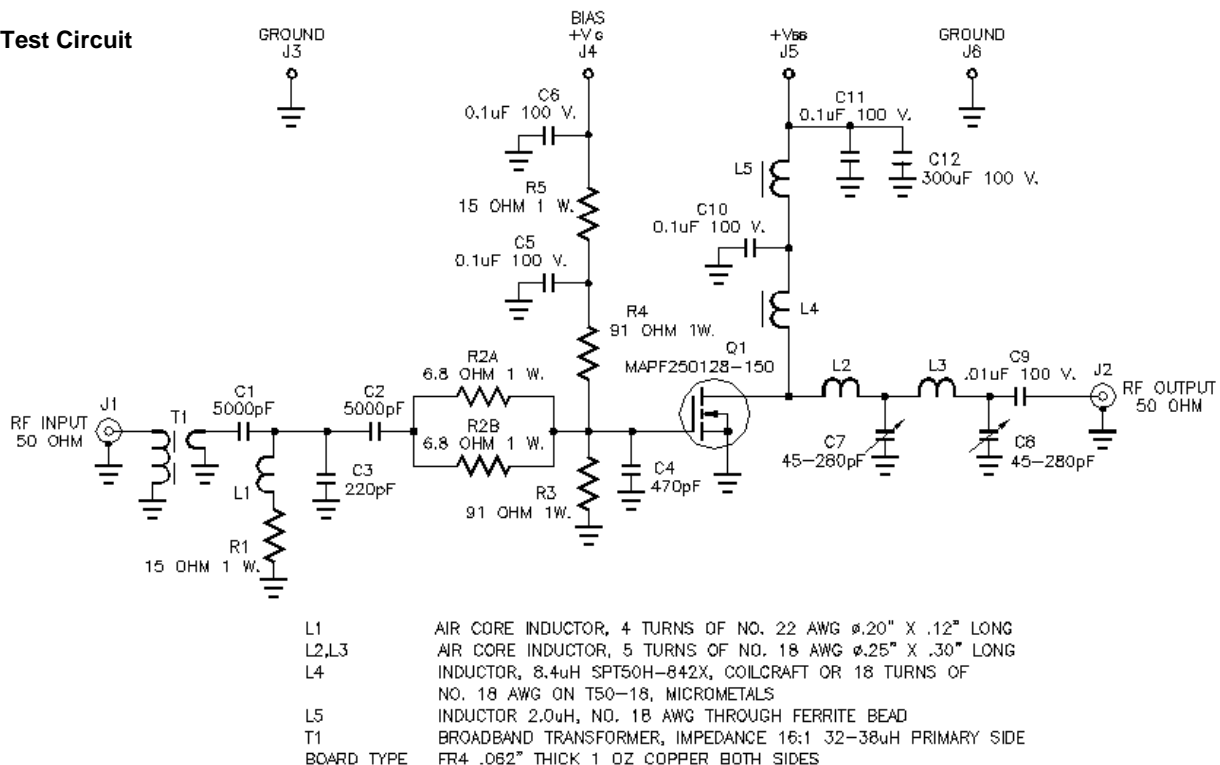 Test Circuit
GROUND
J3
BIAS
+VG
J4
+VGG
J5
GROUND
J6
C6
0.1uF 100 V.
C11
0.1uF 100 V.
C12
300uF 100 V.
L5
R5
15 OHM 1 W.
C10
0.1uF 100 V.
C5
0.1uF 100 V.
L4
R4
91 OHM 1W.
Q1
MAPF250128-150
R2A
6.8 OHM 1 W.
L2
L3
C9
.01uF 100 V.
J2
RF OUTPUT
50 OHM
RF INPUT
50 OHM
J1
T1
C1
5000pF
C2
5000pF
R2B
6.8 OHM 1 W.
C7
45-280pF
C8
45-280pF
C3
220pF
C4
470pF
L1
R3
91 OHM 1W.
R1
15 OHM 1 W.
L1 AIR CORE INDUCTOR, 4 TURNS OF NO. 22 AWG ø.20" X .12" LONG
L2,L3 AIR CORE INDUCTOR, 5 TURNS OF NO. 18 AWG ø.25" X .30" LONG
L4 INDUCTOR, 8.4uH SPT50H-842X, COILCRAFT OR 18 TURNS OF
NO. 18 AWG ON T50-18, MICROMETALS
L5 INDUCTOR 2.0uH, NO. 18 AWG THROUGH FERRITE BEAD
T1 BROADBAND TRANSFORMER, IMPEDANCE 16:1 32-38uH PRIMARY SIDE
BOARD TYPE FR4 .062" THICK 1 OZ COPPER BOTH SIDES